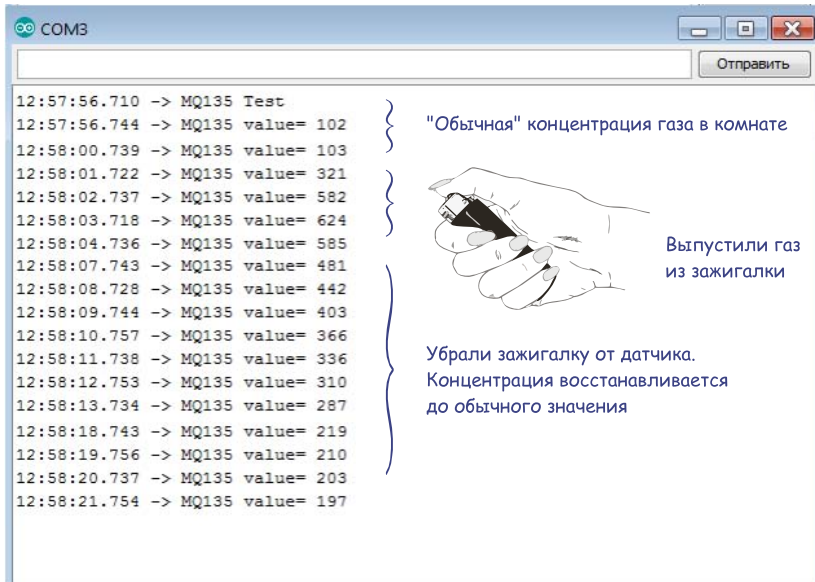 COM3
Отправить
12:57:56.710 -> MQ135 Test
12:57:56.744 -> MQ135 value= 102
12:58:00.739 -> MQ135 value= 103
12:58:01.722 -> MQ135 value= 321
12:58:02.737 -> MQ135 value= 582
12:58:03.718 -> MQ135 value= 624
12:58:04.736 -> MQ135 value= 585
12:58:07.743 -> MQ135 value= 481
12:58:08.728 -> MQ135 value= 442
12:58:09.744 -> MQ135 value= 403
12:58:10.757 -> MQ135 value= 366
12:58:11.738 -> MQ135 value= 336
12:58:12.753 -> MQ135 value= 310
12:58:13.734 -> MQ135 value= 287
12:58:18.743 -> MQ135 value= 219
12:58:19.756 -> MQ135 value= 210
12:58:20.737 -> MQ135 value= 203
12:58:21.754 -> MQ135 value= 197
"Обычная" концентрация газа в комнате
Выпустили газ
из зажигалки
Убрали зажигалку от датчика.
Концентрация восстанавливается
до обычного значения